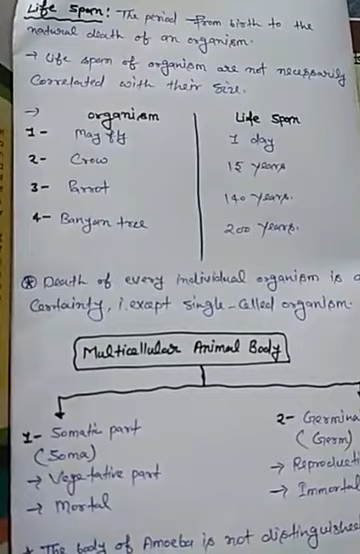 Life Span: The period from birth to the
natural death of an organism.
→ Life span of organism are not necessarily
Correlated with their size.
→ organism Life Span
1- May fly 1 day
2- Crow 15 years
3- Parrot 140 years.
4- Banyan tree 200 years.
✪ Death of every individual organism is a
Certainty, i.except single-celled organism.
Multicellular Animal Body
1- Somatic part 2- Germina
(Soma) (Germ)
→ Vegetative part → Reproducti
→ Mortal → Immortal
* The body of Amoeba is not distinguished